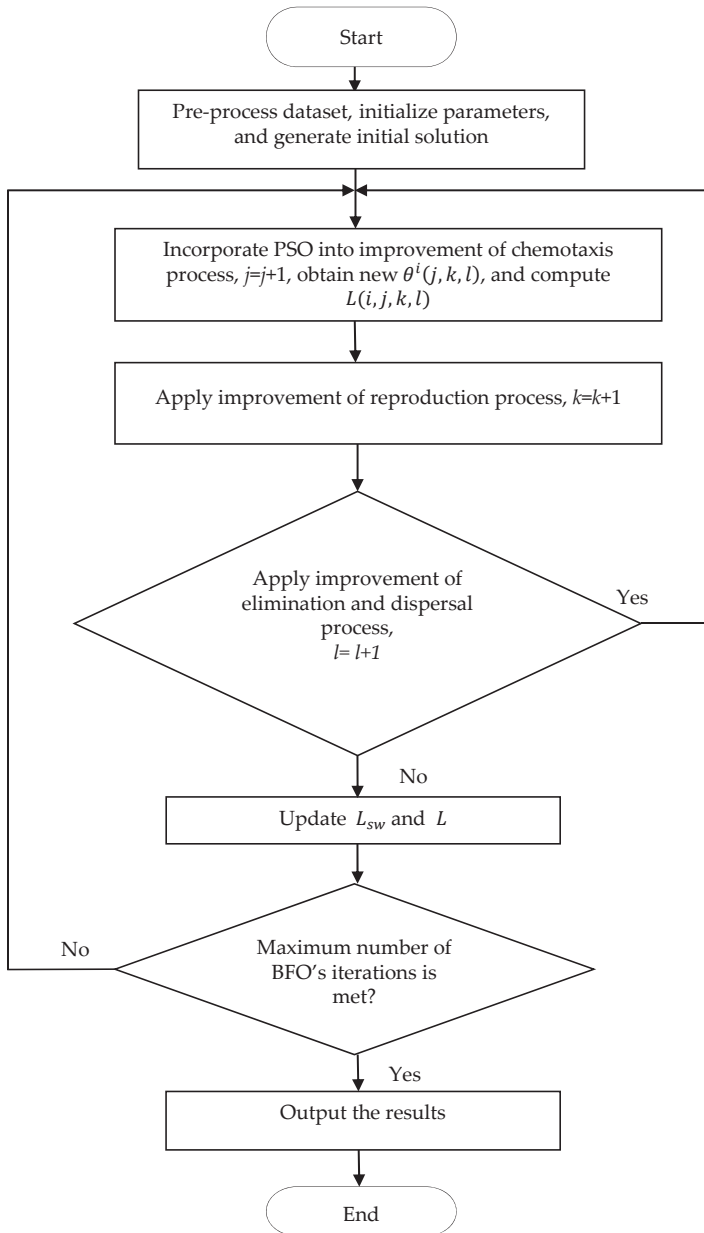 Start
Pre-process dataset, initialize parameters,
and generate initial solution
Incorporate PSO into improvement of chemotaxis
process, j=j+1, obtain new θⁱ(j, k, l), and compute
L(i, j, k, l)
Apply improvement of reproduction process, k=k+1
Apply improvement of
elimination and dispersal
process,
l= l+1
Yes
No
Update L_sw and L
No
Maximum number of
BFO's iterations is
met?
Yes
Output the results
End